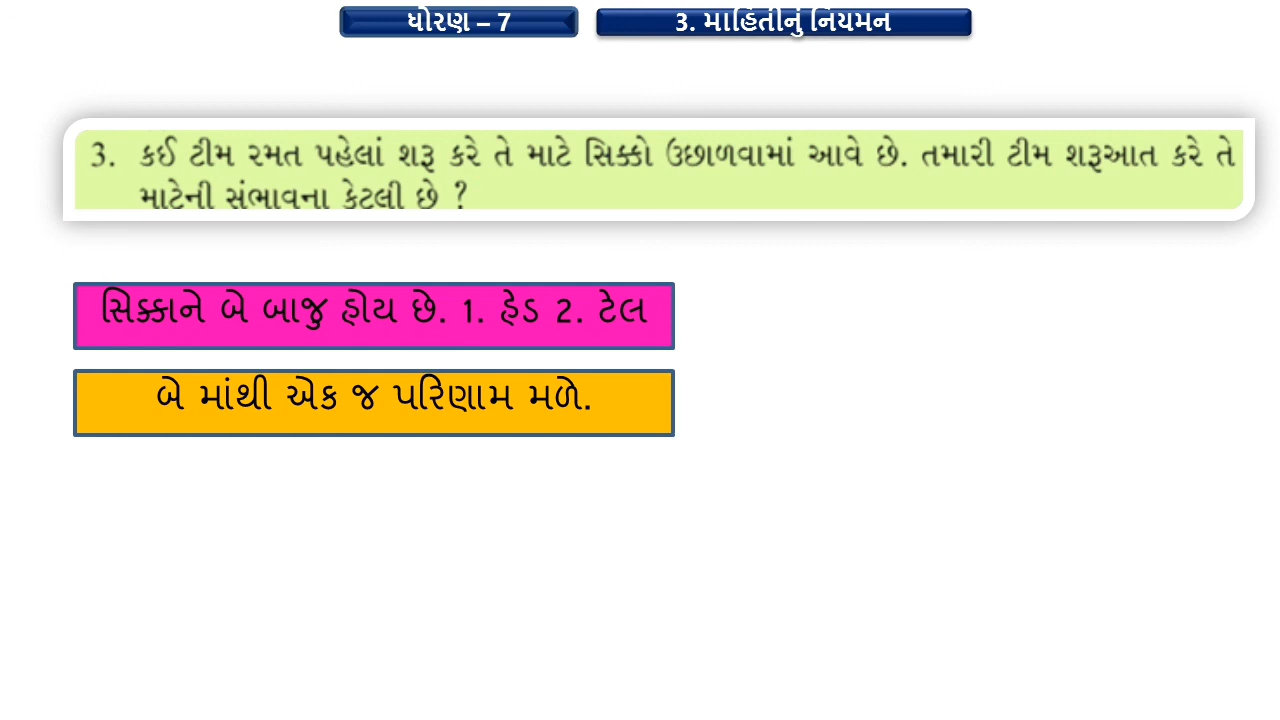 ધોરણ – 7
3. માહિતીનું નિયમન
3. કઈ ટીમ રમત પહેલાં શરૂ કરે તે માટે સિક્કો ઉછાળવામાં આવે છે. તમારી ટીમ શરૂઆત કરે તે
માટેની સંભાવના કેટલી છે ?
સિક્કાને બે બાજુ હોય છે. 1. હેડ 2. ટેલ
બે માંથી એક જ પરિણામ મળે.